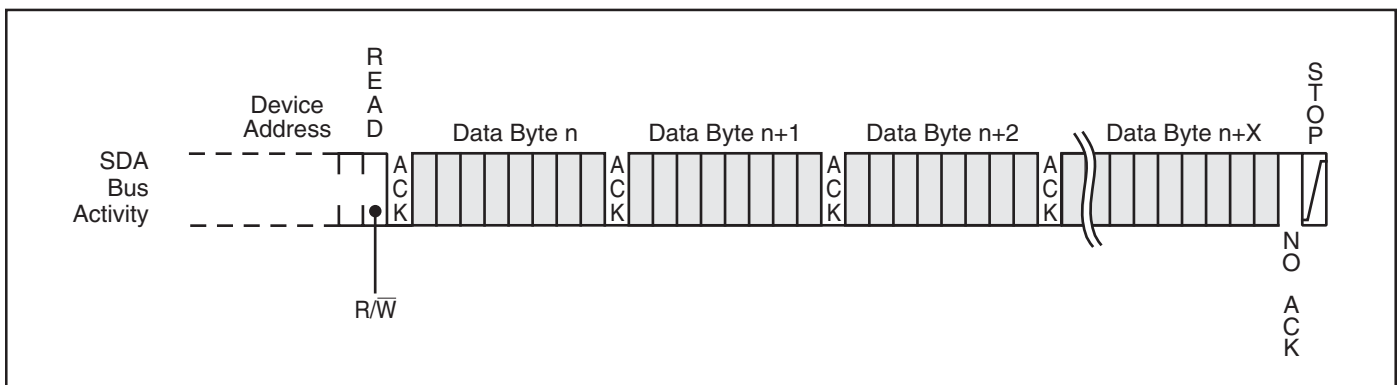 READ
STOP
Device
Address
Data Byte n
Data Byte n+1
Data Byte n+2
Data Byte n+X
SDA
Bus
Activity
ACK
ACK
ACK
ACK
NO ACK
R/W̅